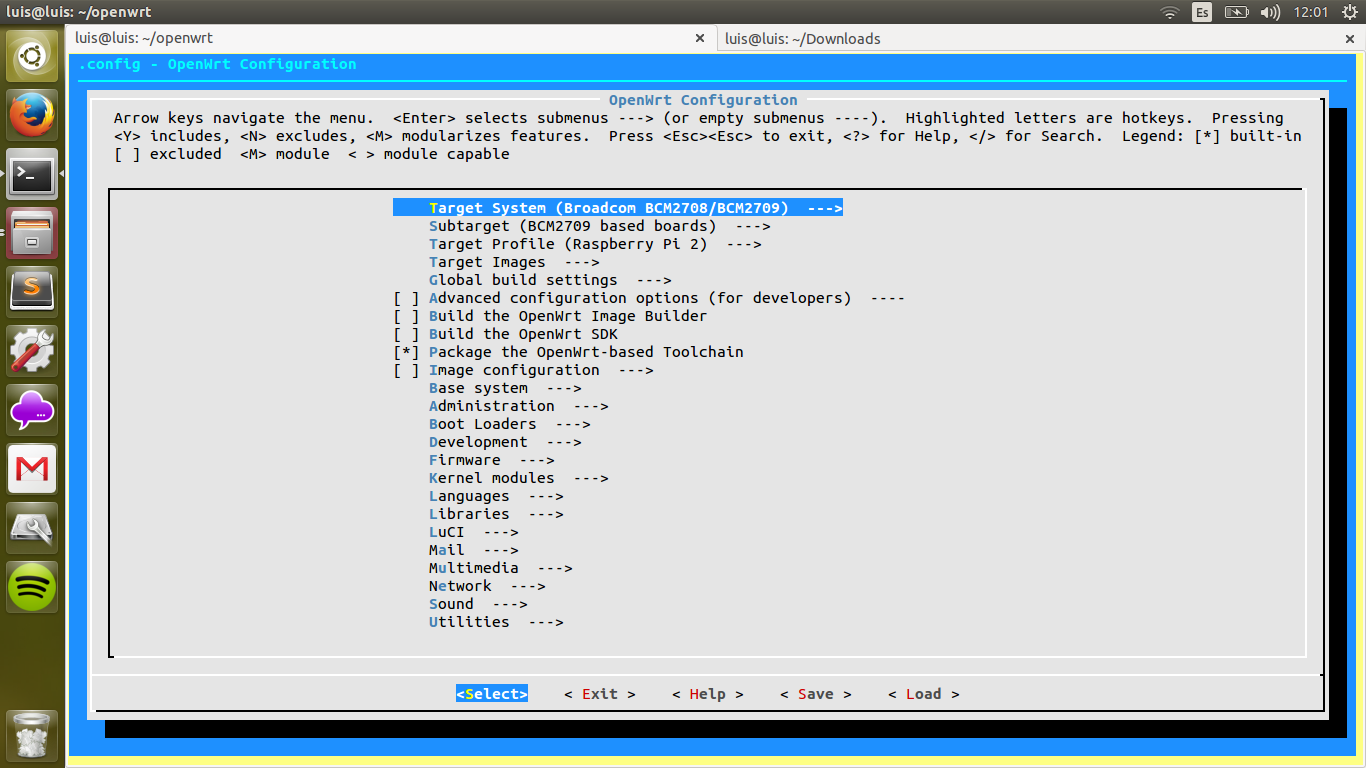 luis@luis: ~/openwrt
Es
12:01
luis@luis: ~/openwrt × luis@luis: ~/Downloads ×
.config - OpenWrt Configuration
OpenWrt Configuration
Arrow keys navigate the menu.  <Enter> selects submenus ---> (or empty submenus ----).  Highlighted letters are hotkeys.  Pressing
<Y> includes, <N> excludes, <M> modularizes features.  Press <Esc><Esc> to exit, <?> for Help, </> for Search.  Legend: [*] built-in
[ ] excluded  <M> module  < > module capable
Target System (Broadcom BCM2708/BCM2709)  --->
Subtarget (BCM2709 based boards)  --->
Target Profile (Raspberry Pi 2)  --->
Target Images  --->
Global build settings  --->
[ ] Advanced configuration options (for developers)  ----
[ ] Build the OpenWrt Image Builder
[ ] Build the OpenWrt SDK
[*] Package the OpenWrt-based Toolchain
[ ] Image configuration  --->
Base system  --->
Administration  --->
Boot Loaders  --->
Development  --->
Firmware  --->
Kernel modules  --->
Languages  --->
Libraries  --->
LuCI  --->
Mail  --->
Multimedia  --->
Network  --->
Sound  --->
Utilities  --->
<Select>    < Exit >    < Help >    < Save >    < Load >